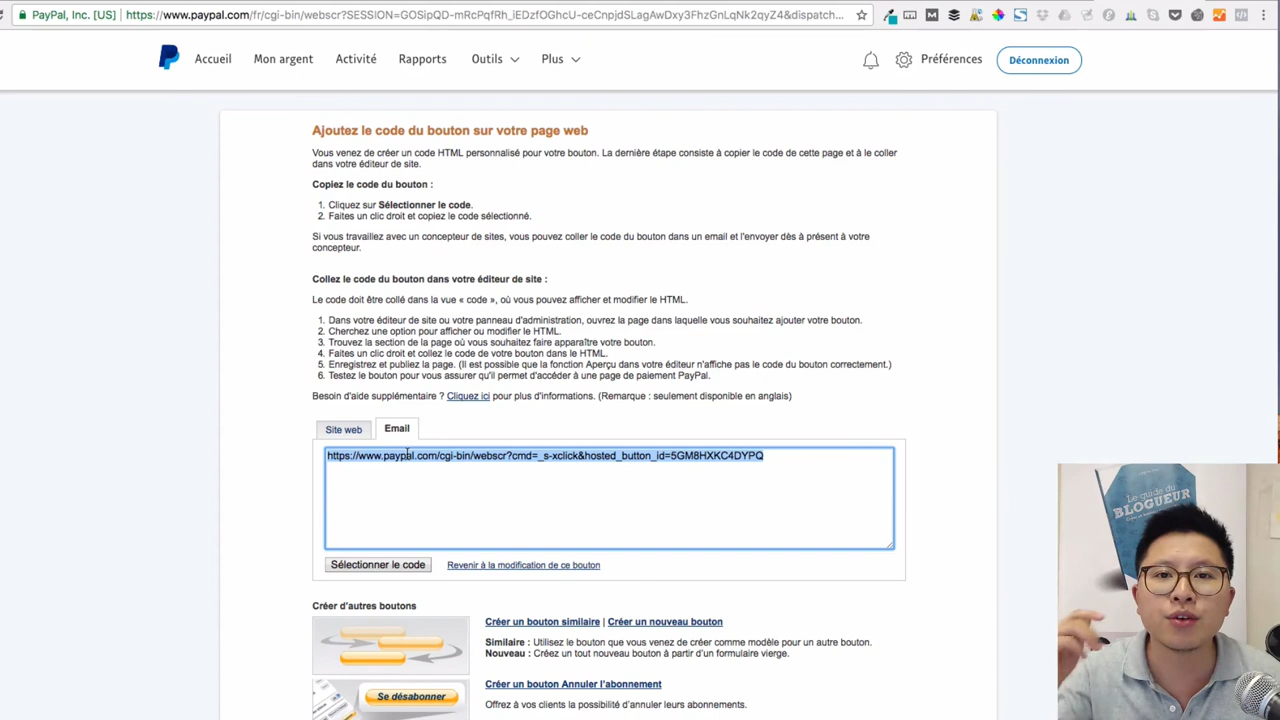 PayPal, Inc. [US] https://www.paypal.com/fr/cgi-bin/webscr?SESSION=GOSipQD-mRcPqfRh_iEDzfOGhcU-ceCnpjdSLagAwDxy3FhzGnLqNk2qyZ4&dispatch...
Accueil Mon argent Activité Rapports Outils Plus Préférences Déconnexion
Ajoutez le code du bouton sur votre page web
Vous venez de créer un code HTML personnalisé pour votre bouton. La dernière étape consiste à copier le code de cette page et à le coller
dans votre éditeur de site.
Copiez le code du bouton :
1. Cliquez sur Sélectionner le code.
2. Faites un clic droit et copiez le code sélectionné.
Si vous travaillez avec un concepteur de sites, vous pouvez coller le code du bouton dans un email et l'envoyer dès à présent à votre
concepteur.
Collez le code du bouton dans votre éditeur de site :
Le code doit être collé dans la vue « code », où vous pouvez afficher et modifier le HTML.
1. Dans votre éditeur de site ou votre panneau d'administration, ouvrez la page dans laquelle vous souhaitez ajouter votre bouton.
2. Cherchez une option pour afficher ou modifier le HTML.
3. Trouvez la section de la page où vous souhaitez faire apparaître votre bouton.
4. Faites un clic droit et collez le code de votre bouton dans le HTML.
5. Enregistrez et publiez la page. (Il est possible que la fonction Aperçu dans votre éditeur n'affiche pas le code du bouton correctement.)
6. Testez le bouton pour vous assurer qu'il permet d'accéder à une page de paiement PayPal.
Besoin d'aide supplémentaire ? Cliquez ici pour plus d'informations. (Remarque : seulement disponible en anglais)
Site web Email
https://www.paypal.com/cgi-bin/webscr?cmd=_s-xclick&hosted_button_id=5GM8HXKC4DYPQ
Sélectionner le code Revenir à la modification de ce bouton
Créer d'autres boutons
Créer un bouton similaire | Créer un nouveau bouton
Similaire : Utilisez le bouton que vous venez de créer comme modèle pour un autre bouton.
Nouveau : Créez un tout nouveau bouton à partir d'un formulaire vierge.
Créer un bouton Annuler l'abonnement
Se désabonner
Offrez à vos clients la possibilité d'annuler leurs abonnements.
Le guide du
BLOGUEUR